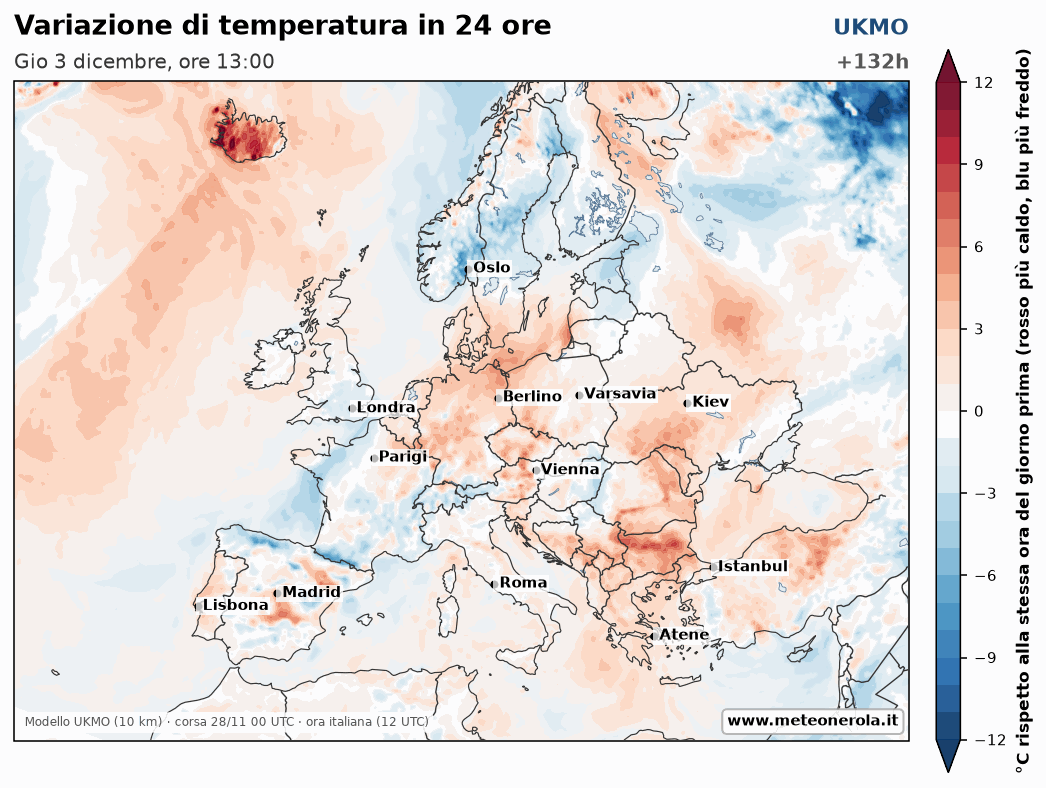 Variazione di temperatura in 24 ore
UKMO
Gio 3 dicembre, ore 13:00
+132h
Oslo
Londra
Berlino
Varsavia
Kiev
Parigi
Vienna
Madrid
Lisbona
Roma
Istanbul
Atene
Modello UKMO (10 km) · corsa 28/11 00 UTC · ora italiana (12 UTC)
www.meteonerola.it
12
9
6
3
0
−3
−6
−9
−12
°C rispetto alla stessa ora del giorno prima (rosso più caldo, blu più freddo)